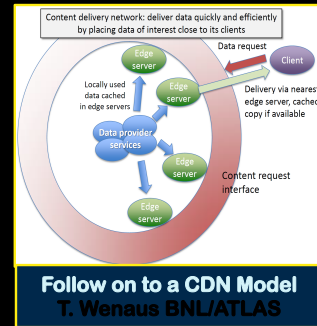 Content delivery network: deliver data quickly and efficiently
by placing data of interest close to its clients
Edge
server
Data request
Client
Locally used
data cached
in edge servers
Edge
server
Delivery via nearest
edge server, cached
copy if available
Data provider
services
Edge
server
Content request
interface
Edge
server
Follow on to a CDN Model
T. Wenaus BNL/ATLAS